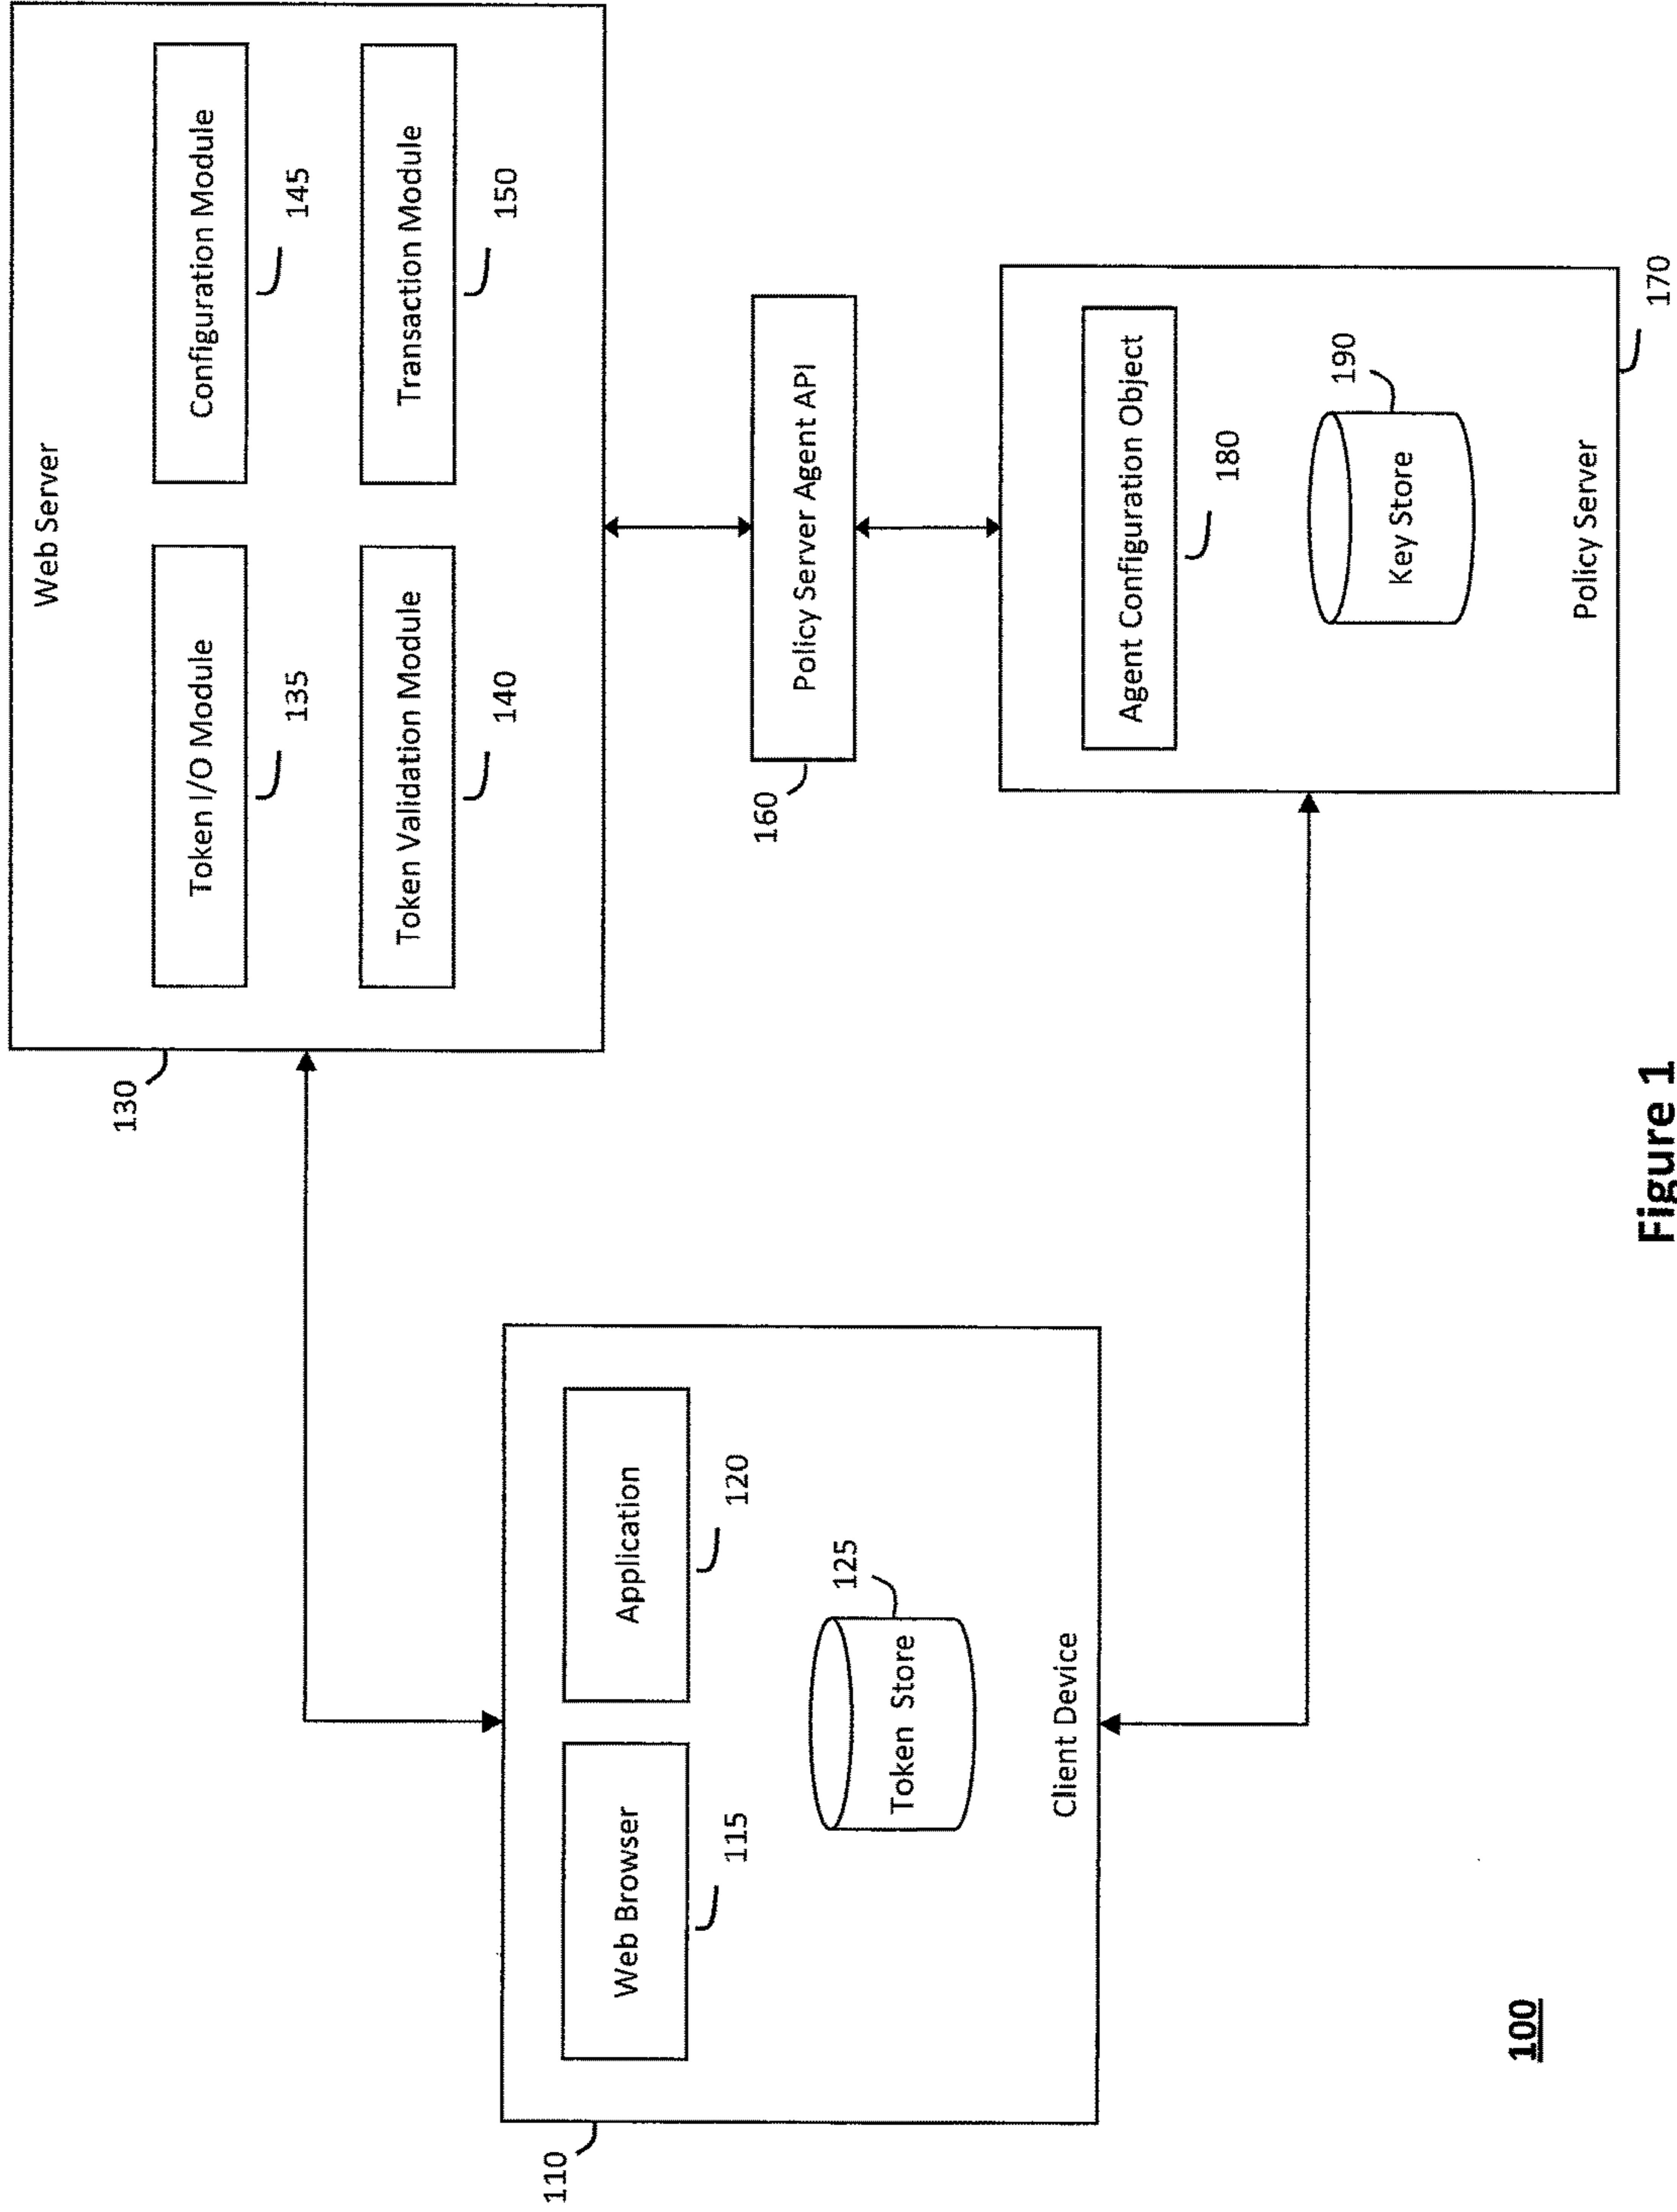 Web Server
130
Token I/O Module
135
Configuration Module
145
Token Validation Module
140
Transaction Module
150
110
Web Browser
115
Application
120
Token Store
125
Client Device
160
Policy Server Agent API
Agent Configuration Object
180
Key Store
190
Policy Server
170
100
Figure 1